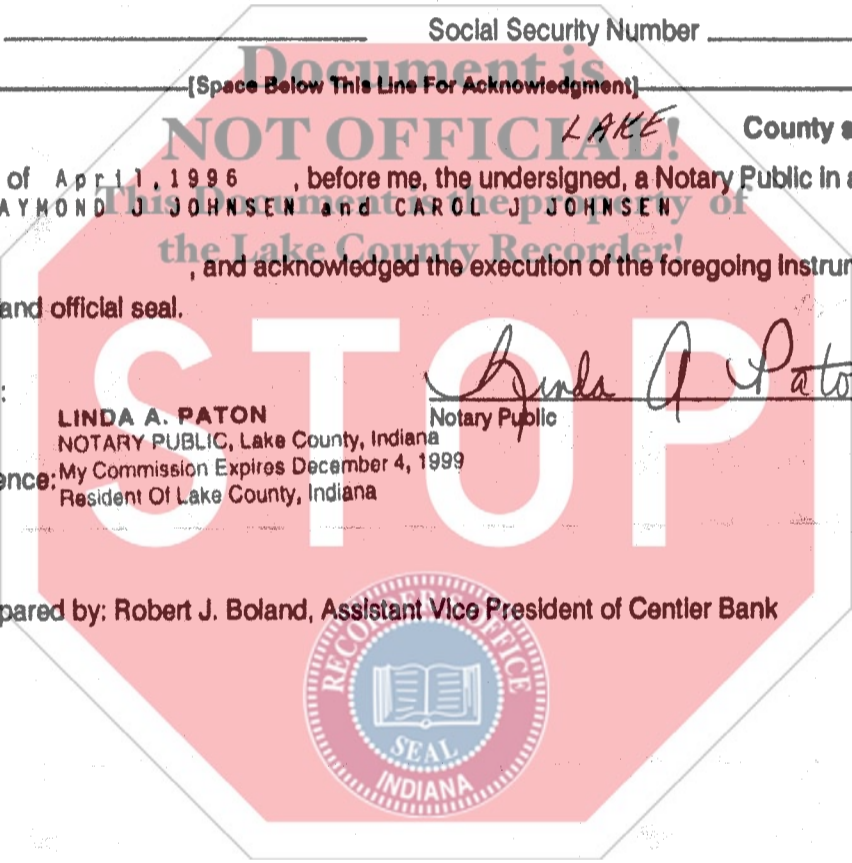 Social Security Number
Document is
[Space Below This Line For Acknowledgment]
NOT OFFICIAL!
LAKE County
of April, 1996 , before me, the undersigned, a Notary Public in
AYMOND J JOHNSEN and CAROL J JOHNSEN
This Document is the property of
the Lake County Recorder!
, and acknowledged the execution of the foregoing instrum
and official seal.
STOP
:
Linda A Paton
LINDA A. PATON
Notary Public
NOTARY PUBLIC, Lake County, Indiana
ence: My Commission Expires December 4, 1999
Resident Of Lake County, Indiana
pared by: Robert J. Boland, Assistant Vice President of Centier Bank
RECORDER'S OFFICE
SEAL
INDIANA